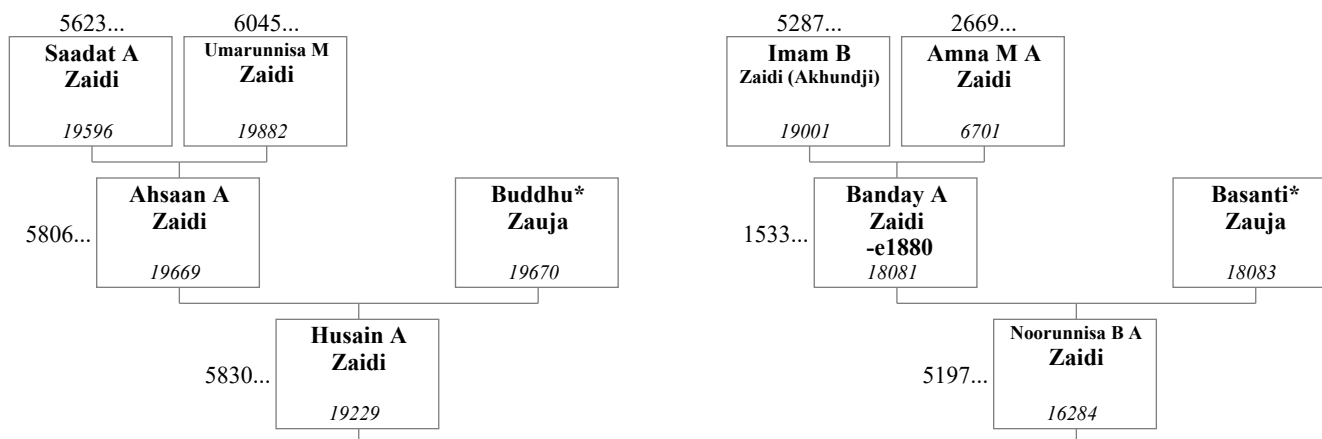 5623...
6045...
5287...
2669...
Saadat A
Zaidi
19596
Umarunnisa M
Zaidi
19882
Imam B
Zaidi (Akhundji)
19001
Amna M A
Zaidi
6701
5806...
Ahsaan A
Zaidi
19669
Buddhu*
Zauja
19670
1533...
Banday A
Zaidi
-e1880
18081
Basanti*
Zauja
18083
5830...
Husain A
Zaidi
19229
5197...
Noorunnisa B A
Zaidi
16284